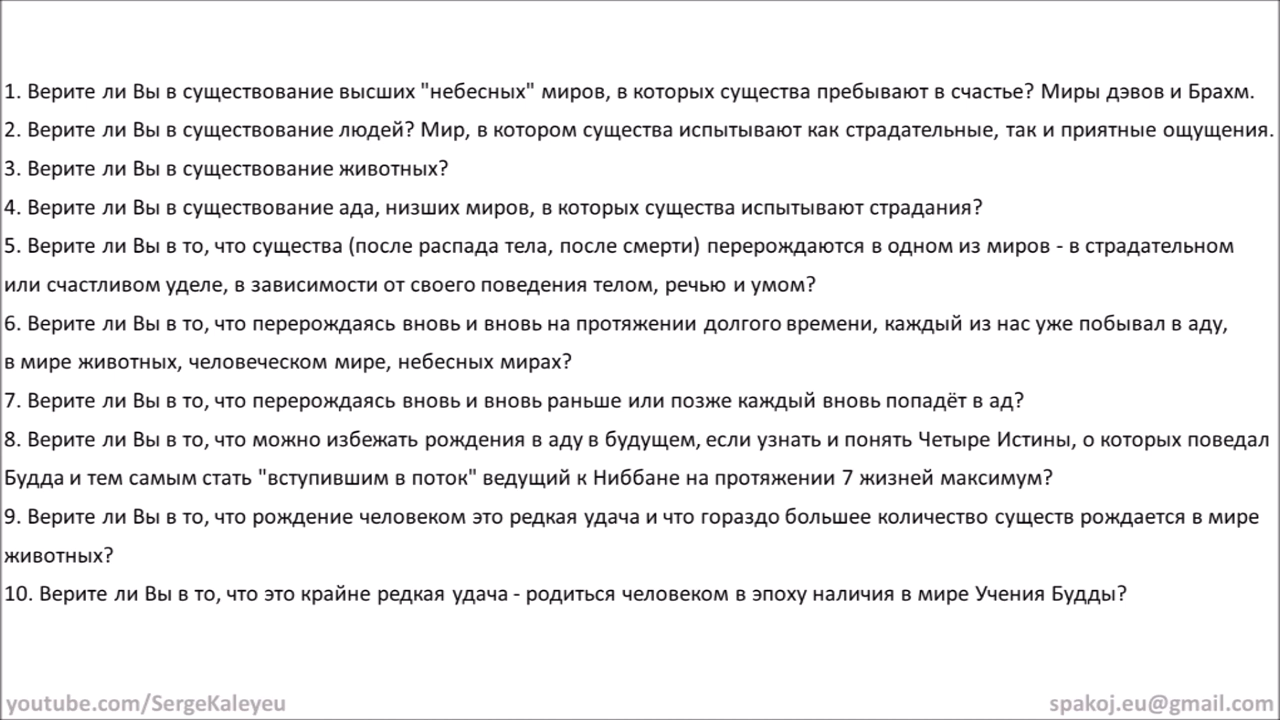 1. Верите ли Вы в существование высших "небесных" миров, в которых существа пребывают в счастье? Миры дэвов и Брахм.
2. Верите ли Вы в существование людей? Мир, в котором существа испытывают как страдательные, так и приятные ощущения.
3. Верите ли Вы в существование животных?
4. Верите ли Вы в существование ада, низших миров, в которых существа испытывают страдания?
5. Верите ли Вы в то, что существа (после распада тела, после смерти) перерождаются в одном из миров - в страдательном
или счастливом уделе, в зависимости от своего поведения телом, речью и умом?
6. Верите ли Вы в то, что перерождаясь вновь и вновь на протяжении долгого времени, каждый из нас уже побывал в аду,
в мире животных, человеческом мире, небесных мирах?
7. Верите ли Вы в то, что перерождаясь вновь и вновь раньше или позже каждый вновь попадёт в ад?
8. Верите ли Вы в то, что можно избежать рождения в аду в будущем, если узнать и понять Четыре Истины, о которых поведал
Будда и тем самым стать "вступившим в поток" ведущий к Ниббане на протяжении 7 жизней максимум?
9. Верите ли Вы в то, что рождение человеком это редкая удача и что гораздо большее количество существ рождается в мире
животных?
10. Верите ли Вы в то, что это крайне редкая удача - родиться человеком в эпоху наличия в мире Учения Будды?
youtube.com/SergeKaleyeu
spakoj.eu@gmail.com